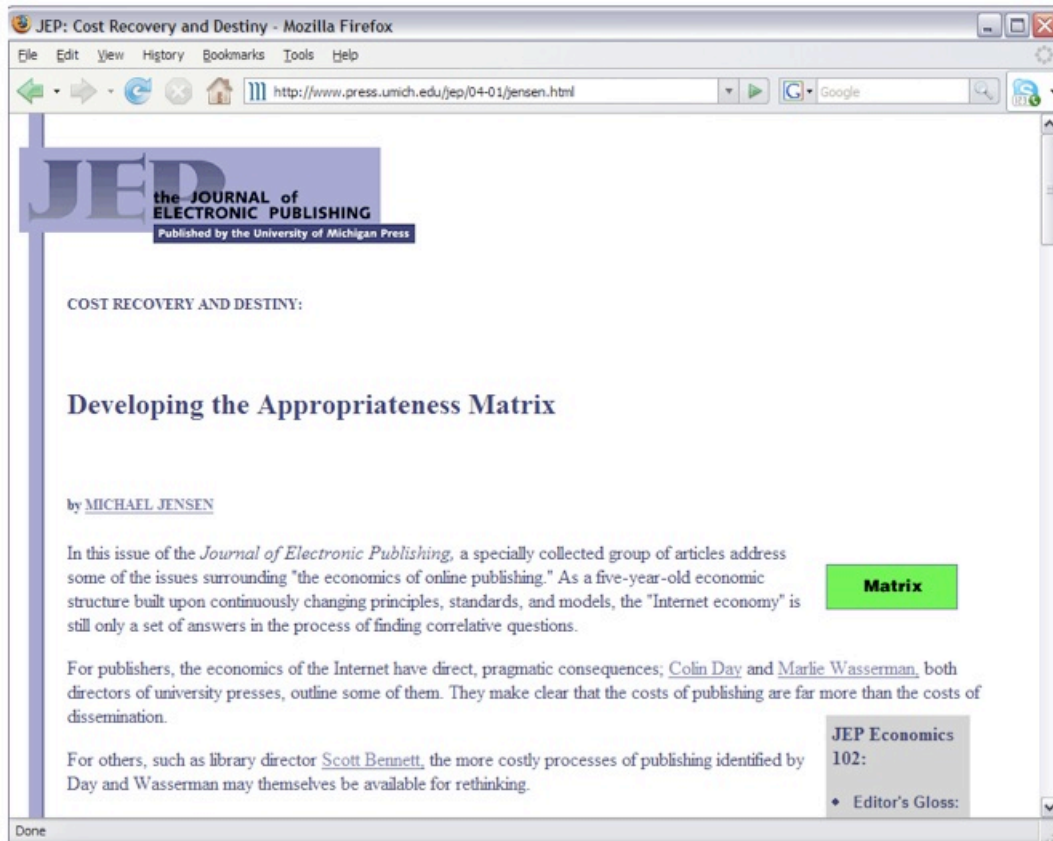 JEP: Cost Recovery and Destiny - Mozilla Firefox
File Edit View History Bookmarks Tools Help
http://www.press.umich.edu/jep/04-01/jensen.html
G Google
JEP
the JOURNAL of
ELECTRONIC PUBLISHING
Published by the University of Michigan Press
COST RECOVERY AND DESTINY:
Developing the Appropriateness Matrix
by MICHAEL JENSEN
In this issue of the Journal of Electronic Publishing, a specially collected group of articles address
some of the issues surrounding "the economics of online publishing." As a five-year-old economic
structure built upon continuously changing principles, standards, and models, the "Internet economy" is
still only a set of answers in the process of finding correlative questions.
Matrix
For publishers, the economics of the Internet have direct, pragmatic consequences; Colin Day and Marlie Wasserman, both
directors of university presses, outline some of them. They make clear that the costs of publishing are far more than the costs of
dissemination.
For others, such as library director Scott Bennett, the more costly processes of publishing identified by
Day and Wasserman may themselves be available for rethinking.
JEP Economics
102:
♦ Editor's Gloss:
Done